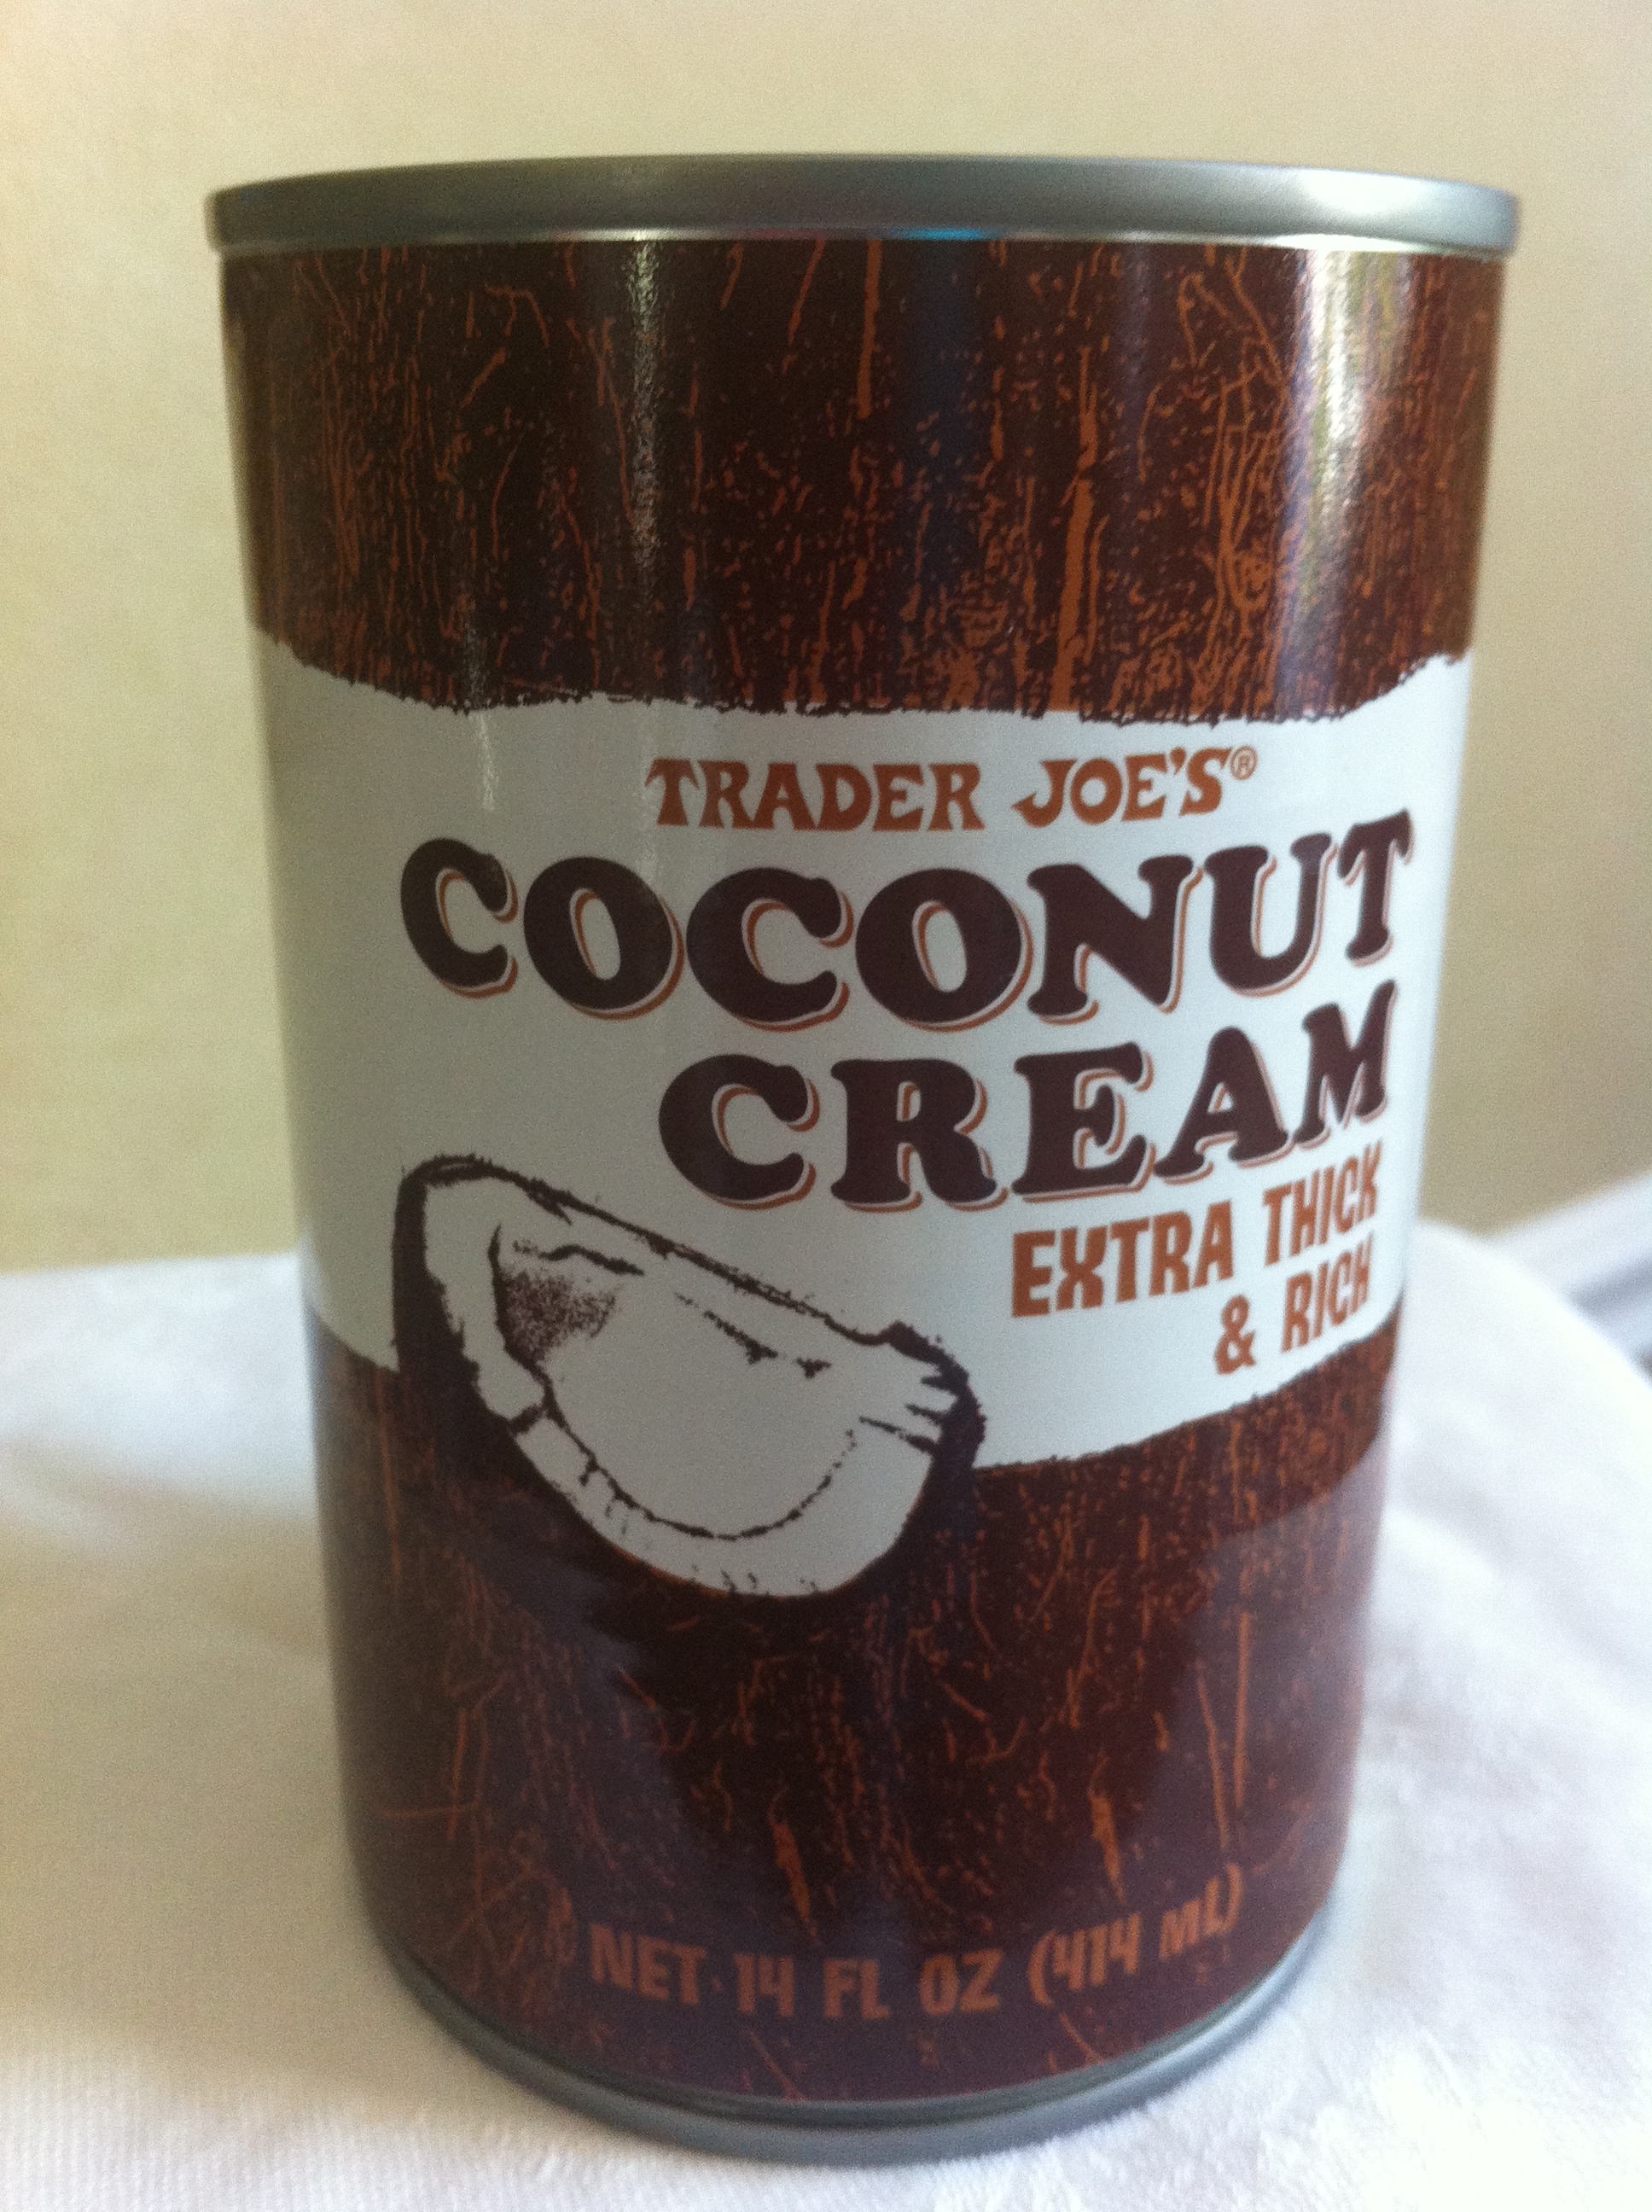 TRADER JOE'S®
COCONUT
CREAM
EXTRA THICK
& RICH
NET 14 FL OZ (414 mL)